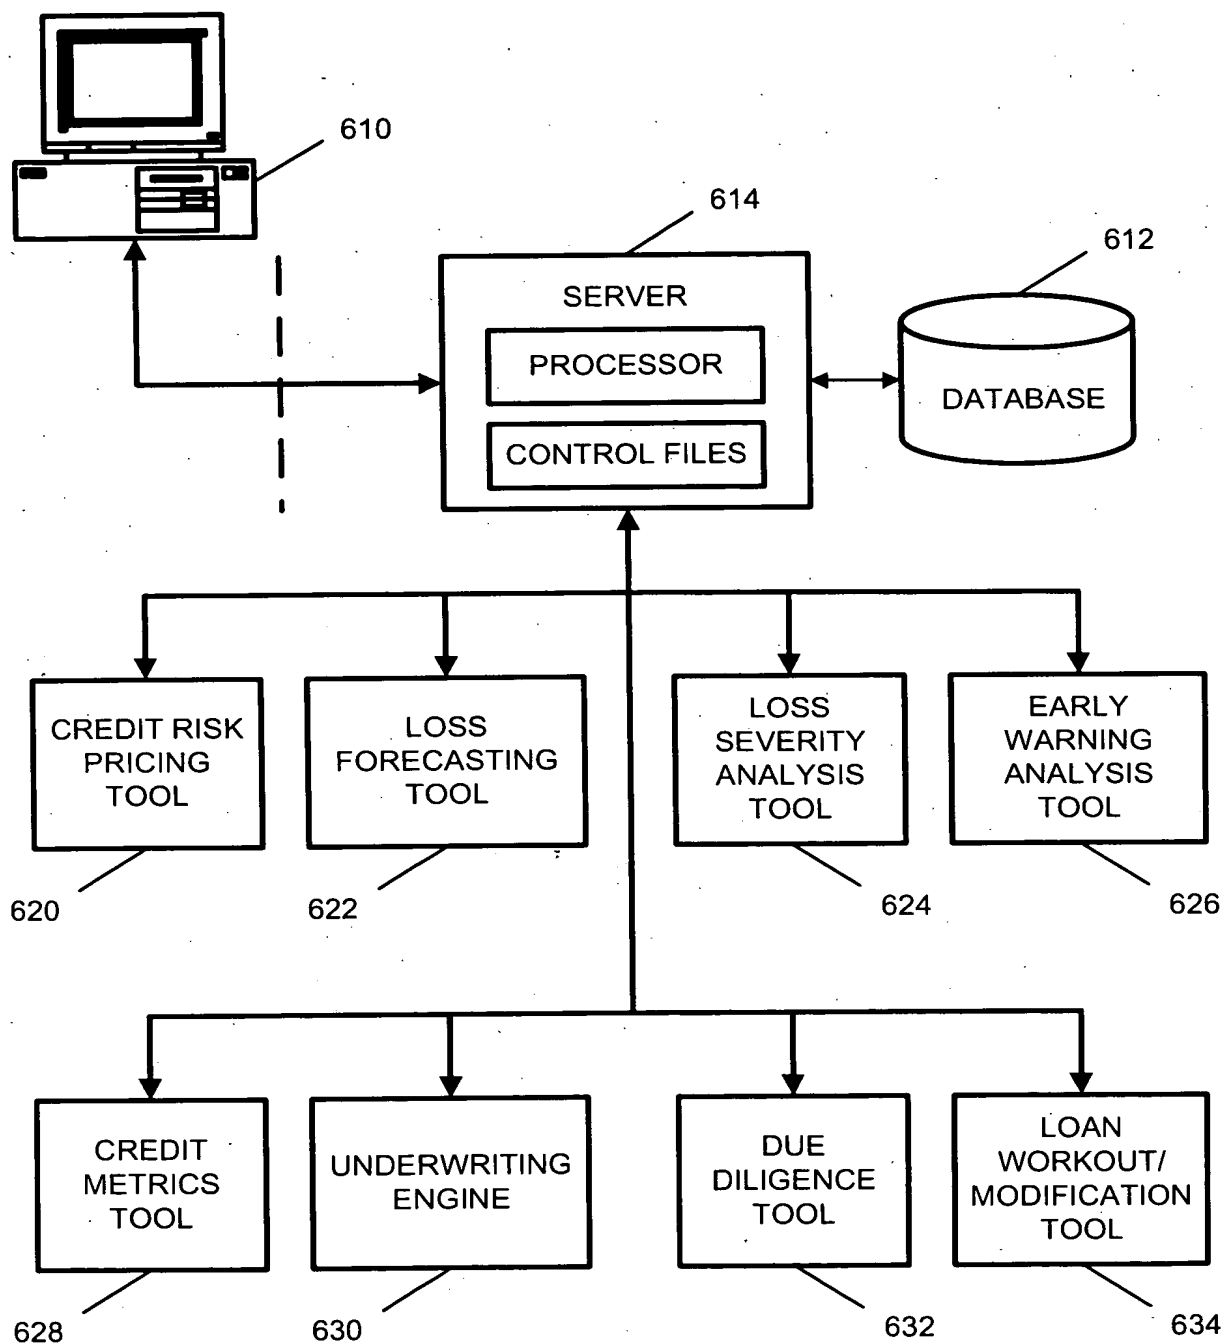 610
614
612
SERVER
PROCESSOR
CONTROL FILES
DATABASE
CREDIT RISK
PRICING
TOOL
LOSS
FORECASTING
TOOL
LOSS
SEVERITY
ANALYSIS
TOOL
EARLY
WARNING
ANALYSIS
TOOL
620
622
624
626
CREDIT
METRICS
TOOL
UNDERWRITING
ENGINE
DUE
DILIGENCE
TOOL
LOAN
WORKOUT/
MODIFICATION
TOOL
628
630
632
634